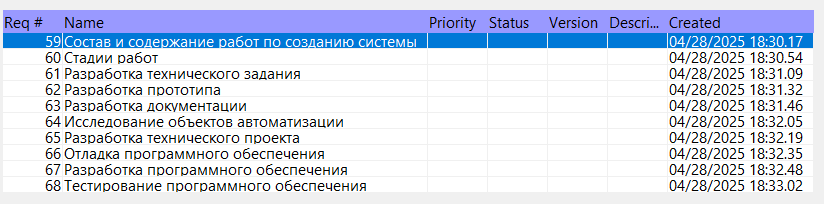 Req # Name Priority Status Version Descri... Created
59 Состав и содержание работ по созданию системы 04/28/2025 18:30.17
60 Стадии работ 04/28/2025 18:30.54
61 Разработка технического задания 04/28/2025 18:31.09
62 Разработка прототипа 04/28/2025 18:31.32
63 Разработка документации 04/28/2025 18:31.46
64 Исследование объектов автоматизации 04/28/2025 18:32.05
65 Разработка технического проекта 04/28/2025 18:32.19
66 Отладка программного обеспечения 04/28/2025 18:32.35
67 Разработка программного обеспечения 04/28/2025 18:32.48
68 Тестирование программного обеспечения 04/28/2025 18:33.02